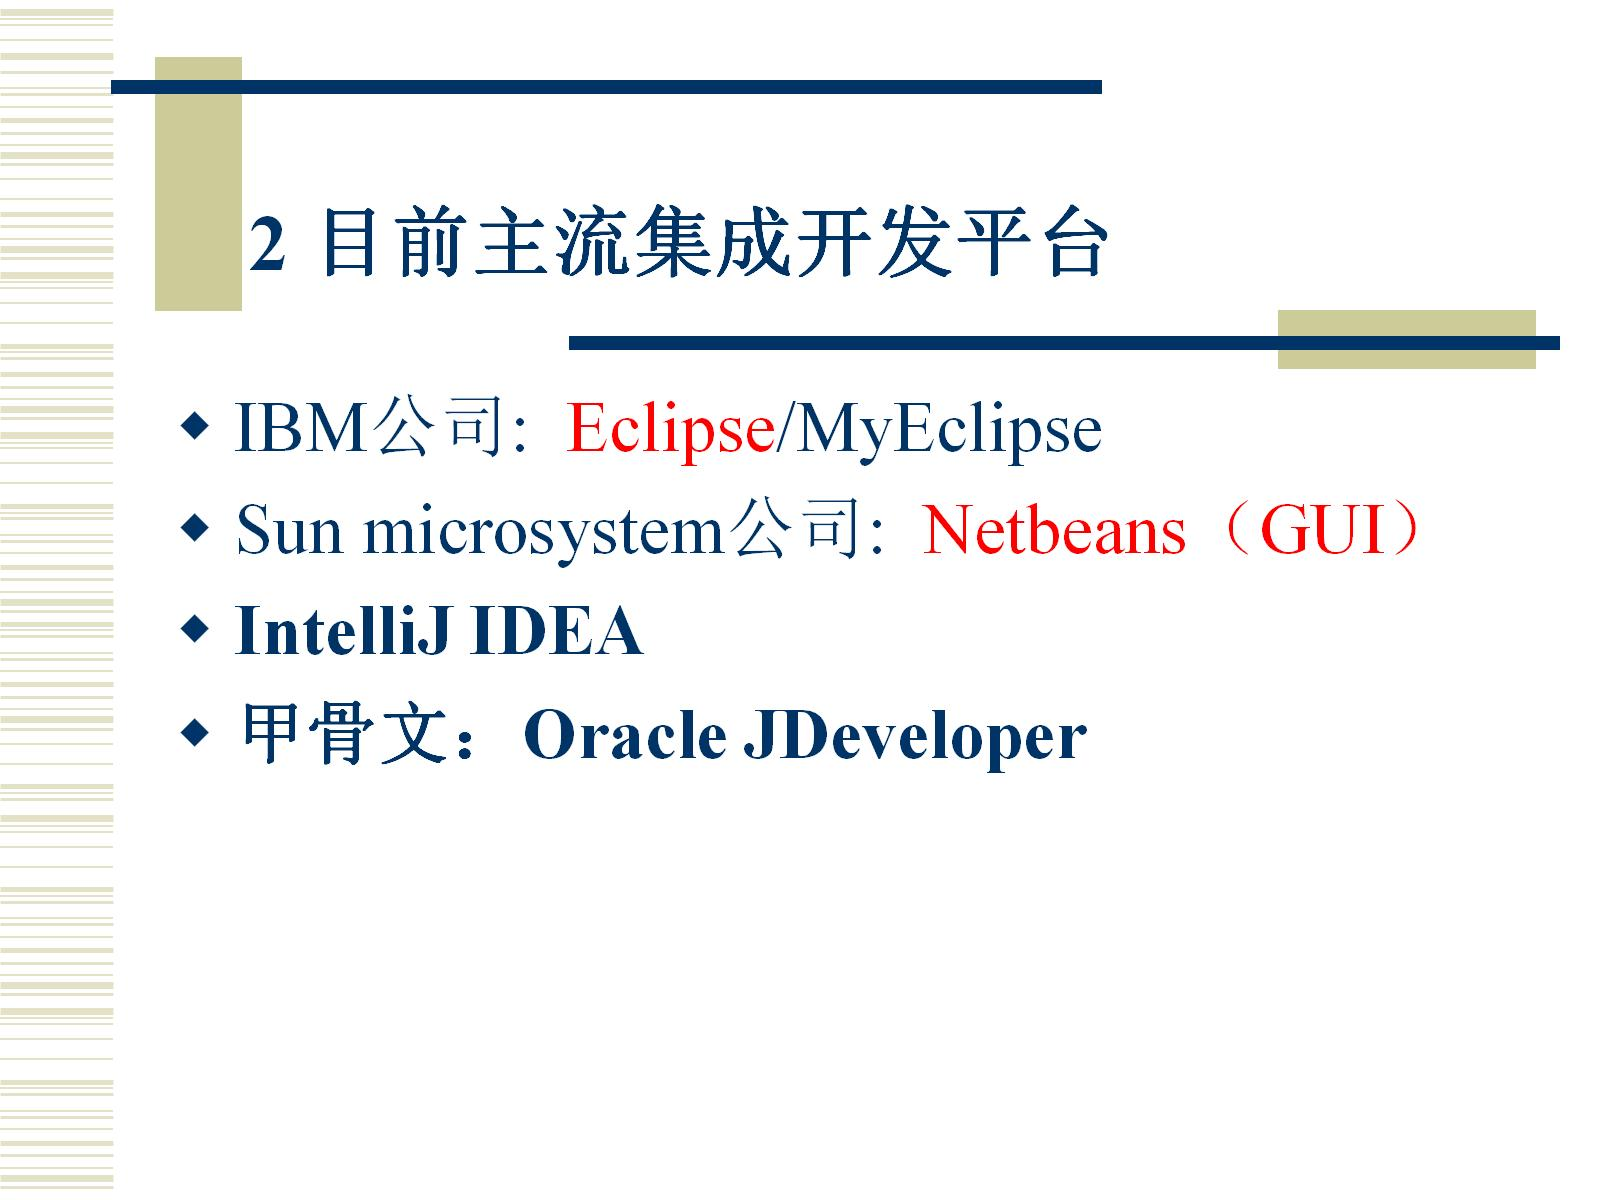 2 目前主流集成开发平台
IBM公司: Eclipse/MyEclipse
Sun microsystem公司: Netbeans（GUI）
IntelliJ IDEA
甲骨文：Oracle JDeveloper